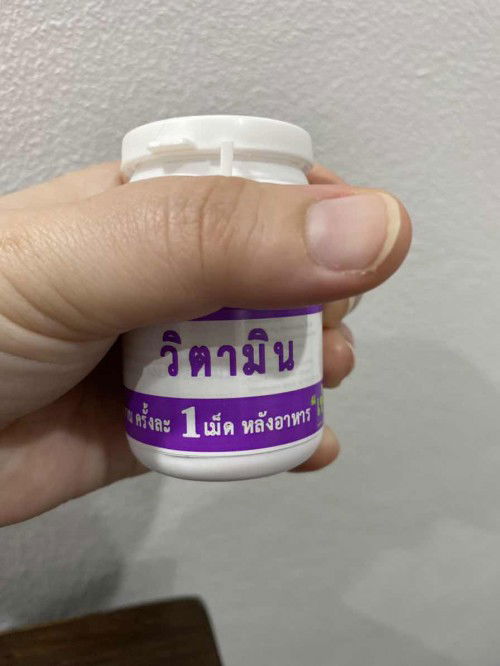 วิตามิน
ครั้งละ 1 เม็ด หลังอาหาร